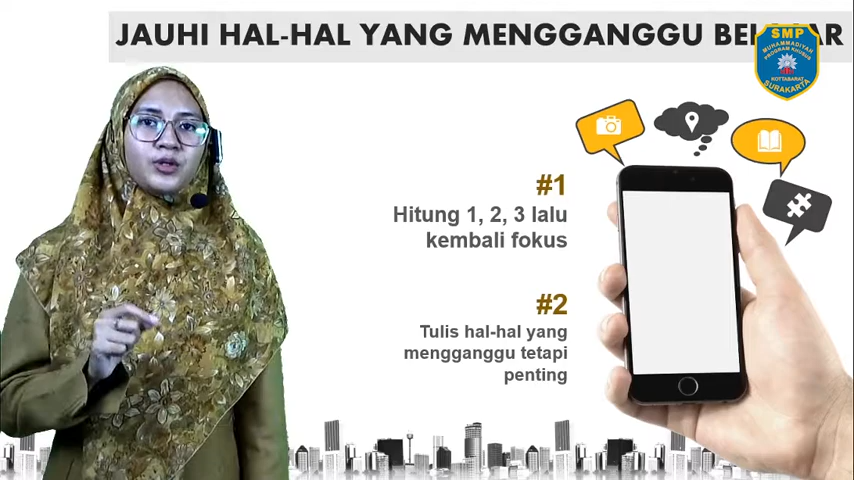 JAUHI HAL-HAL YANG MENGGANGGU
SMP
MUHAMMADIYAH
PROGRAM KHUSUS
KOTTABARAT
SURAKARTA
#1
Hitung 1, 2, 3 lalu
kembali fokus
#2
Tulis hal-hal yang
mengganggu tetapi
penting